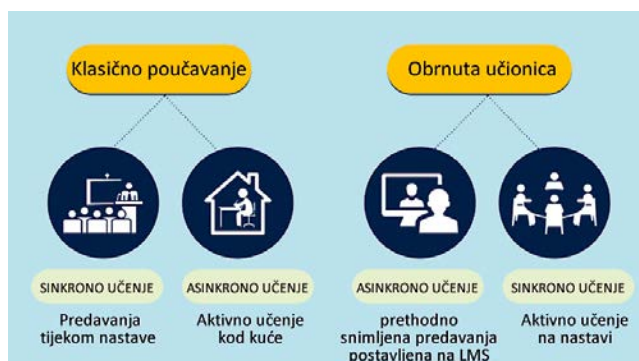 Klasično poučavanje
Obrnuta učionica
SINKRONO UČENJE
ASINKRONO UČENJE
ASINKRONO UČENJE
SINKRONO UČENJE
Predavanja
tijekom nastave
Aktivno učenje
kod kuće
prethodno
snimljena predavanja
postavljena na LMS
Aktivno učenje
na nastavi